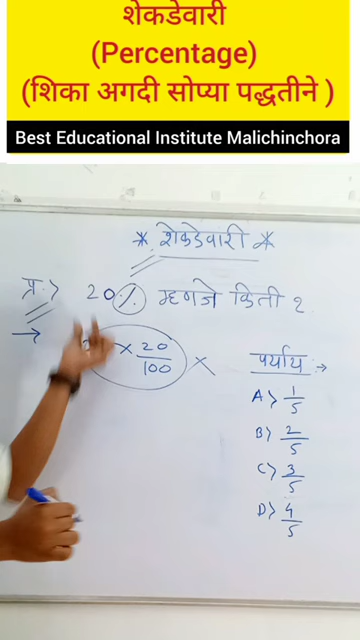 शेकडेवारी
(Percentage)
(शिका अगदी सोप्या पद्धतीने )
Best Educational Institute Malichinchora
* शेकडेवारी *
प्र.> 20% म्हणजे किती ?
→ × 20/100 ×
पर्याय →
A> 1/5
B> 2/5
C> 3/5
D> 4/5